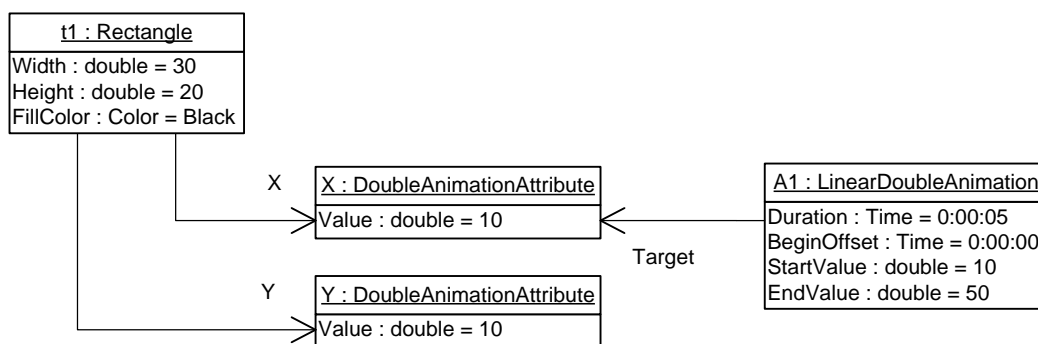 t1 : Rectangle
Width : double = 30
Height : double = 20
FillColor : Color = Black
X
X : DoubleAnimationAttribute
Value : double = 10
A1 : LinearDoubleAnimation
Duration : Time = 0:00:05
BeginOffset : Time = 0:00:00
StartValue : double = 10
EndValue : double = 50
Target
Y
Y : DoubleAnimationAttribute
Value : double = 10